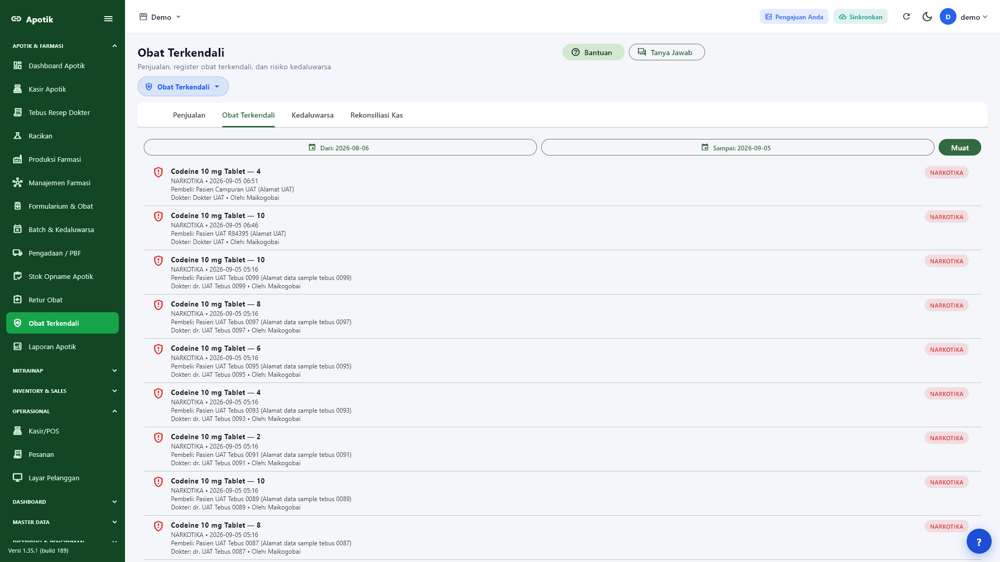 Apotik
APOTIK & FARMASI
Dashboard Apotik
Kasir Apotik
Tebus Resep Dokter
Racikan
Produksi Farmasi
Manajemen Farmasi
Formularium & Obat
Batch & Kedaluwarsa
Pengadaan / PBF
Stok Opname Apotik
Retur Obat
Obat Terkendali
Laporan Apotik
MITRAINAP
INVENTORY & SALES
OPERASIONAL
Kasir/POS
Pesanan
Layar Pelanggan
DASHBOARD
MASTER DATA
DISTRIBUSI & PENGIRIMAN
Versi 1.35.1 (build 189)
Demo
Pengajuan Anda
Sinkronkan
D
demo
Obat Terkendali
Penjualan, register obat terkendali, dan risiko kedaluwarsa
Bantuan
Tanya Jawab
Obat Terkendali
Penjualan
Obat Terkendali
Kedaluwarsa
Rekonsiliasi Kas
Dari: 2026-08-06
Sampai: 2026-09-05
Muat
Codeine 10 mg Tablet — 4
NARKOTIKA • 2026-09-05 06:51
Pembeli: Pasien Campuran UAT (Alamat UAT)
Dokter: Dokter UAT • Oleh: Maikogobai
NARKOTIKA
Codeine 10 mg Tablet — 10
NARKOTIKA • 2026-09-05 06:46
Pembeli: Pasien UAT R84395 (Alamat UAT)
Dokter: Dokter UAT • Oleh: Maikogobai
NARKOTIKA
Codeine 10 mg Tablet — 10
NARKOTIKA • 2026-09-05 05:16
Pembeli: Pasien UAT Tebus 0099 (Alamat data sample tebus 0099)
Dokter: dr. UAT Tebus 0099 • Oleh: Maikogobai
NARKOTIKA
Codeine 10 mg Tablet — 8
NARKOTIKA • 2026-09-05 05:16
Pembeli: Pasien UAT Tebus 0097 (Alamat data sample tebus 0097)
Dokter: dr. UAT Tebus 0097 • Oleh: Maikogobai
NARKOTIKA
Codeine 10 mg Tablet — 6
NARKOTIKA • 2026-09-05 05:16
Pembeli: Pasien UAT Tebus 0095 (Alamat data sample tebus 0095)
Dokter: dr. UAT Tebus 0095 • Oleh: Maikogobai
NARKOTIKA
Codeine 10 mg Tablet — 4
NARKOTIKA • 2026-09-05 05:16
Pembeli: Pasien UAT Tebus 0093 (Alamat data sample tebus 0093)
Dokter: dr. UAT Tebus 0093 • Oleh: Maikogobai
NARKOTIKA
Codeine 10 mg Tablet — 2
NARKOTIKA • 2026-09-05 05:16
Pembeli: Pasien UAT Tebus 0091 (Alamat data sample tebus 0091)
Dokter: dr. UAT Tebus 0091 • Oleh: Maikogobai
NARKOTIKA
Codeine 10 mg Tablet — 10
NARKOTIKA • 2026-09-05 05:16
Pembeli: Pasien UAT Tebus 0089 (Alamat data sample tebus 0089)
Dokter: dr. UAT Tebus 0089 • Oleh: Maikogobai
NARKOTIKA
Codeine 10 mg Tablet — 8
NARKOTIKA • 2026-09-05 05:16
Pembeli: Pasien UAT Tebus 0087 (Alamat data sample tebus 0087)
Dokter: dr. UAT Tebus 0087 • Oleh: Maikogobai
NARKOTIKA
?